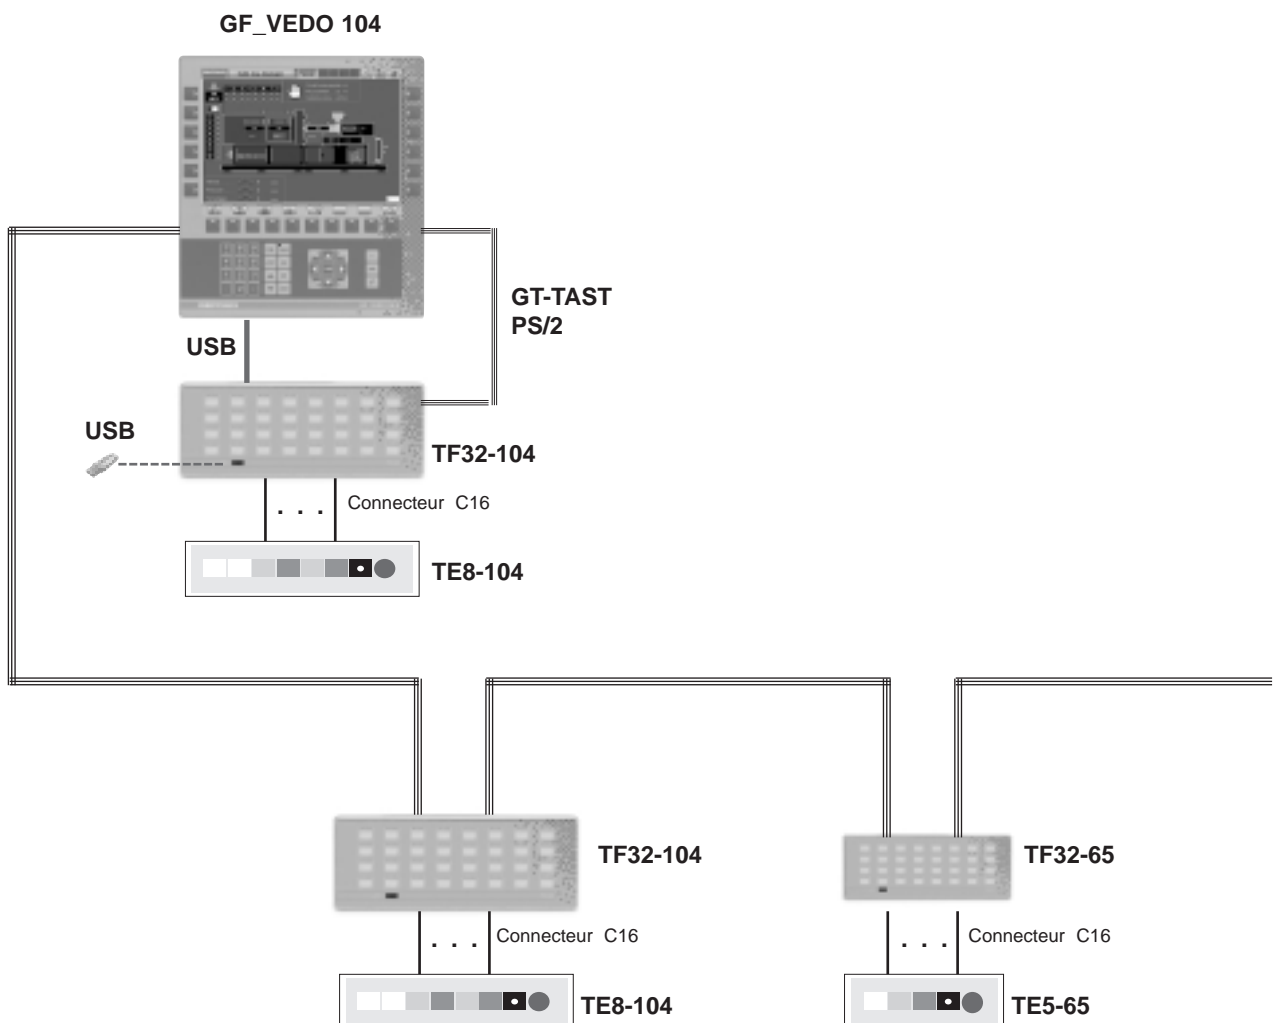 GF_VEDO 104
GT-TAST
PS/2
USB
USB
TF32-104
Connecteur C16
. . .
TE8-104
TF32-104
TF32-65
Connecteur C16
. . .
Connecteur C16
. . .
TE8-104
TE5-65